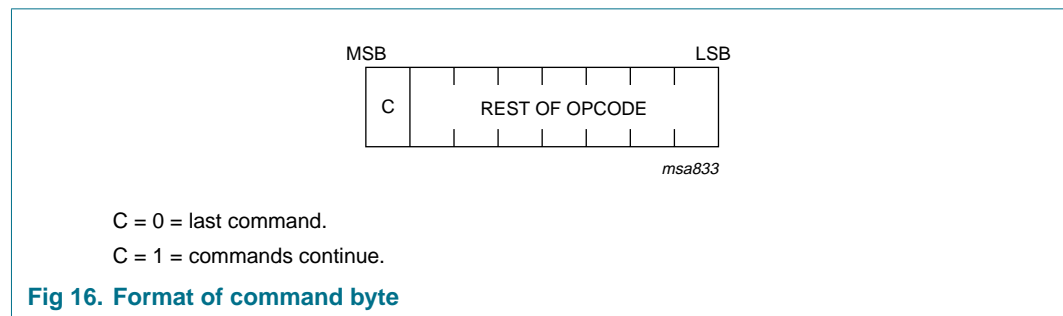 MSB LSB
C REST OF OPCODE
msa833
C = 0 = last command.
C = 1 = commands continue.
Fig 16. Format of command byte